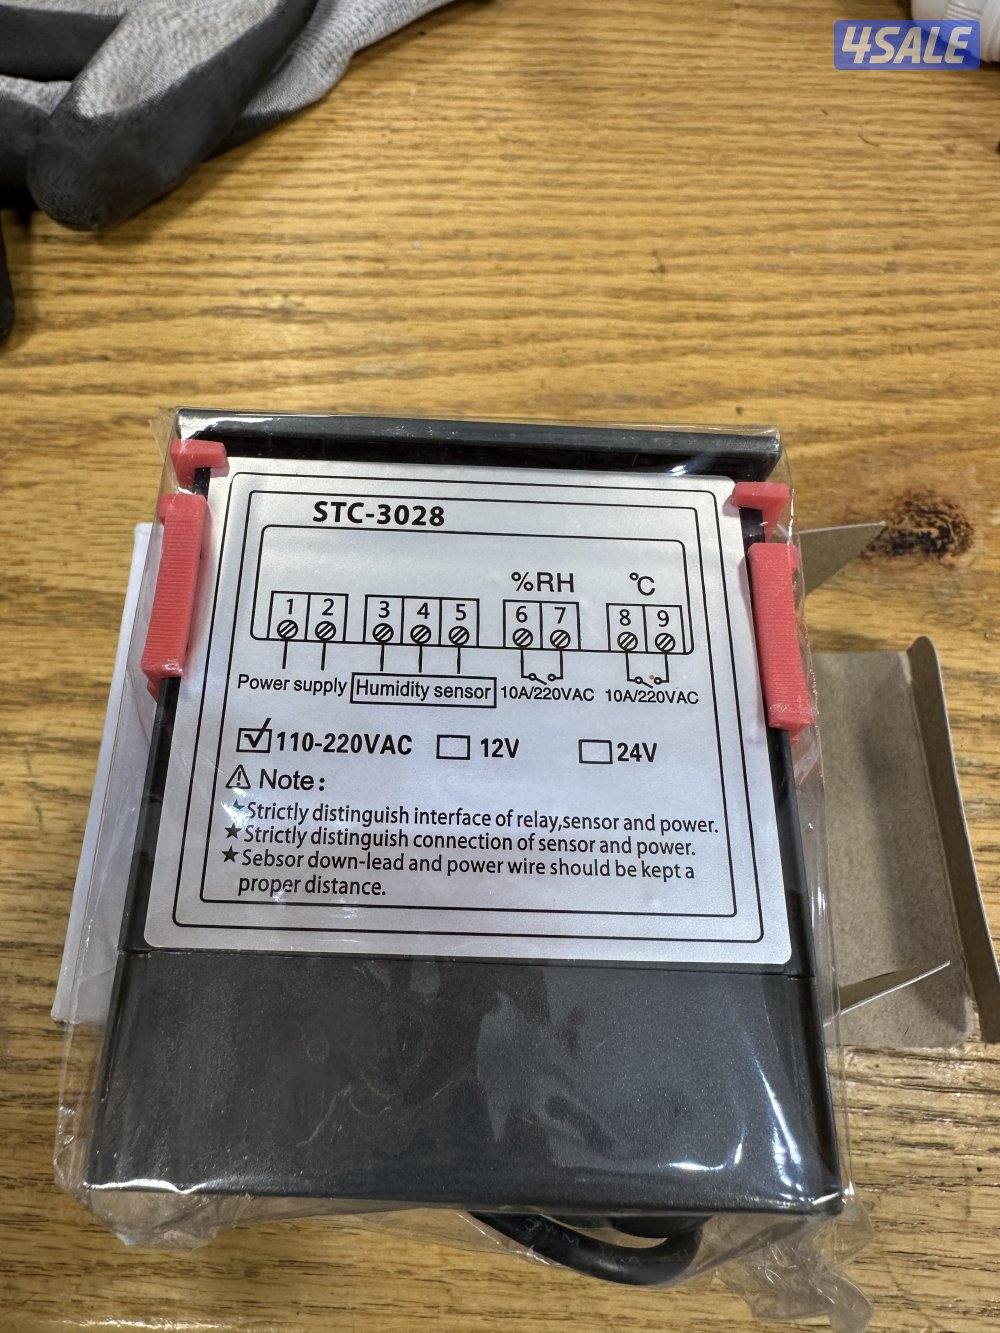 4SALE
STC-3028
%RH °C
1 2 3 4 5 6 7 8 9
Power supply Humidity sensor 10A/220VAC 10A/220VAC
110-220VAC 12V 24V
Note:
★Strictly distinguish interface of relay,sensor and power.
★Strictly distinguish connection of sensor and power.
★Sebsor down-lead and power wire should be kept a
proper distance.